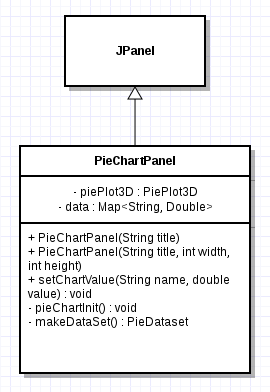 JPanel
PieChartPanel
- piePlot3D : PiePlot3D
- data : Map<String, Double>
+ PieChartPanel(String title)
+ PieChartPanel(String title, int width,
int height)
+ setChartValue(String name, double
value) : void
- pieChartInit() : void
- makeDataSet() : PieDataset